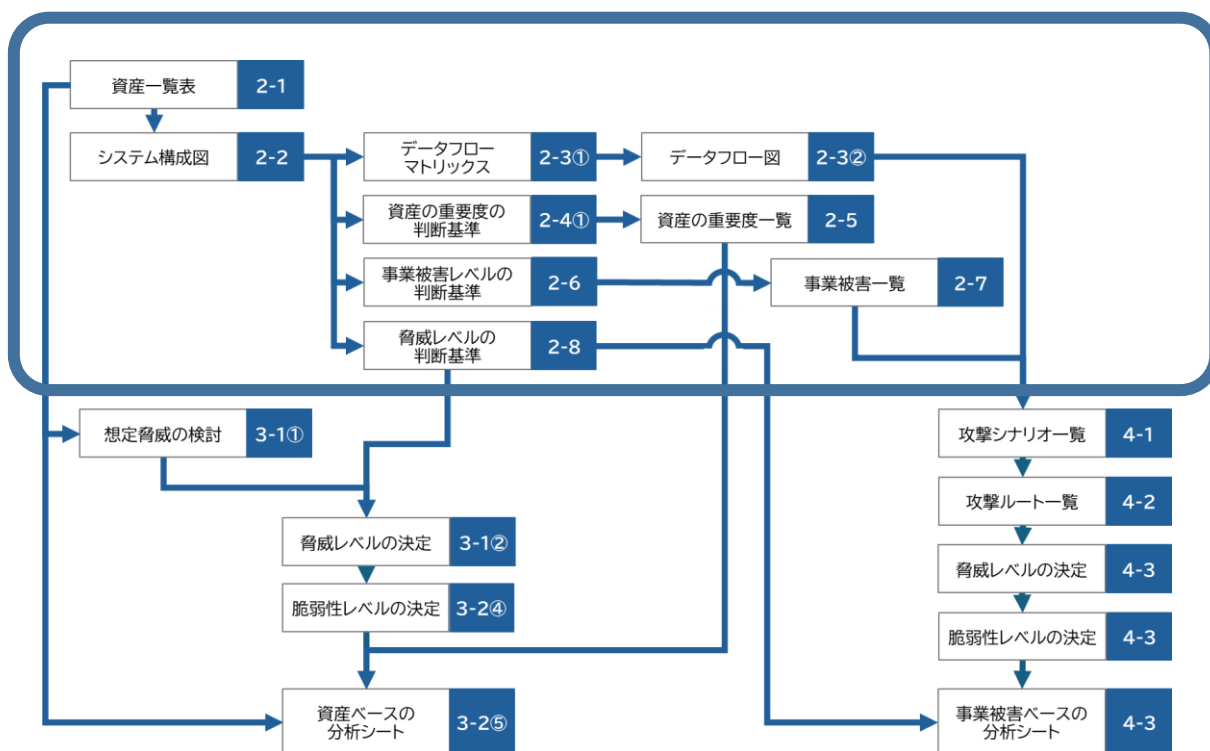 資産一覧表 2-1
システム構成図 2-2
データフロー
マトリックス
2-3①
データフロー図 2-3②
資産の重要度の
判断基準
2-4①
資産の重要度一覧 2-5
事業被害レベルの
判断基準
2-6
事業被害一覧 2-7
脅威レベルの
判断基準
2-8
想定脅威の検討 3-1①
脅威レベルの決定 3-1②
脆弱性レベルの決定 3-2④
資産ベースの
分析シート
3-2⑤
攻撃シナリオ一覧 4-1
攻撃ルート一覧 4-2
脅威レベルの決定 4-3
脆弱性レベルの決定 4-3
事業被害ベースの
分析シート
4-3